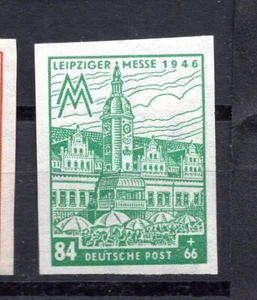 LEIPZIGER MESSE 1946
MM
84 DEUTSCHE POST +66